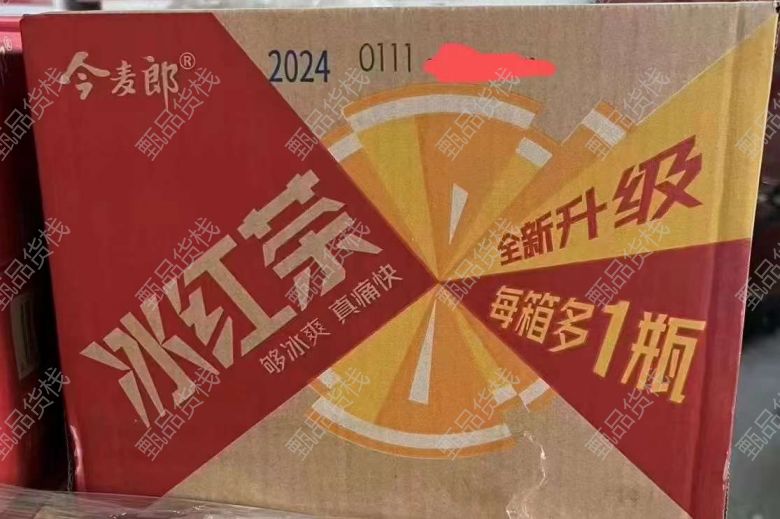 今麦郎®
2024 0111
冰红茶
够冰爽 真痛快
全新升级
每箱多1瓶
甄品货栈